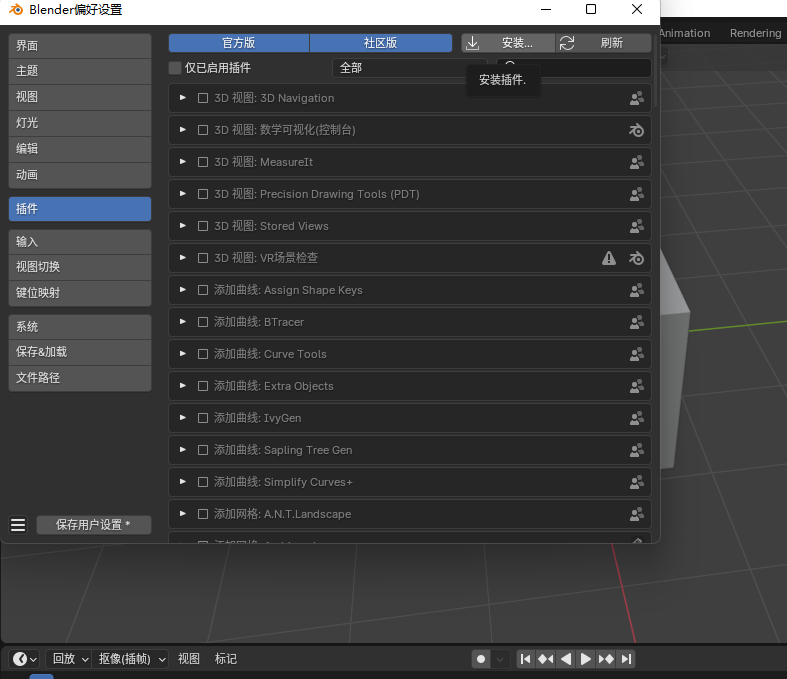 Blender偏好设置
Animation
Rendering
界面
主题
视图
灯光
编辑
动画
插件
输入
视图切换
键位映射
系统
保存&加载
文件路径
保存用户设置 *
官方版
社区版
安装...
刷新
仅已启用插件
全部
安装插件.
3D 视图: 3D Navigation
3D 视图: 数学可视化(控制台)
3D 视图: MeasureIt
3D 视图: Precision Drawing Tools (PDT)
3D 视图: Stored Views
3D 视图: VR场景检查
添加曲线: Assign Shape Keys
添加曲线: BTracer
添加曲线: Curve Tools
添加曲线: Extra Objects
添加曲线: IvyGen
添加曲线: Sapling Tree Gen
添加曲线: Simplify Curves+
添加网格: A.N.T.Landscape
回放
抠像(插帧)
视图
标记